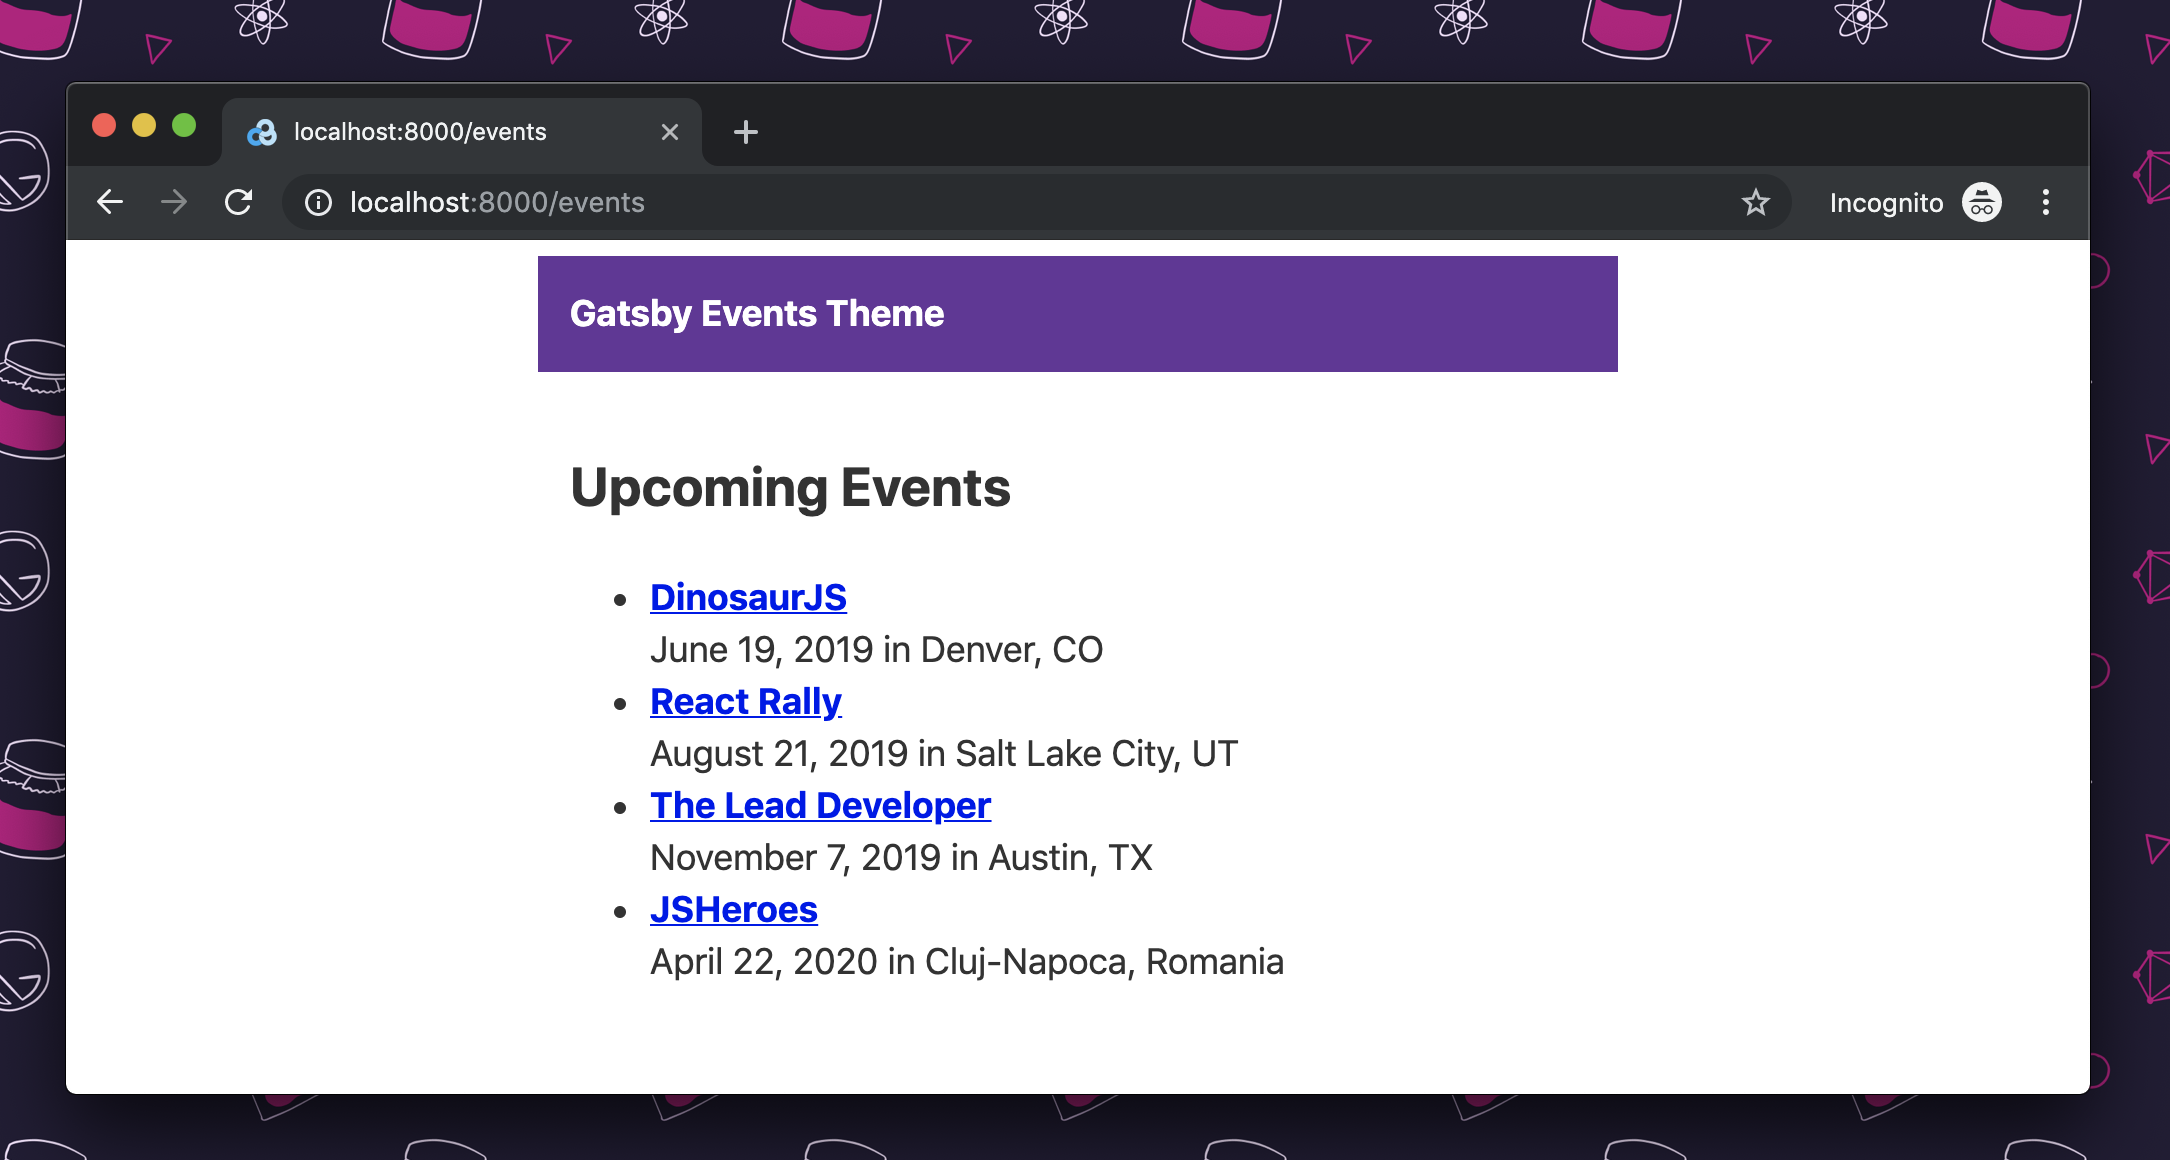 localhost:8000/events
localhost:8000/events
Incognito
Gatsby Events Theme
Upcoming Events
DinosaurJS
June 19, 2019 in Denver, CO
React Rally
August 21, 2019 in Salt Lake City, UT
The Lead Developer
November 7, 2019 in Austin, TX
JSHeroes
April 22, 2020 in Cluj-Napoca, Romania